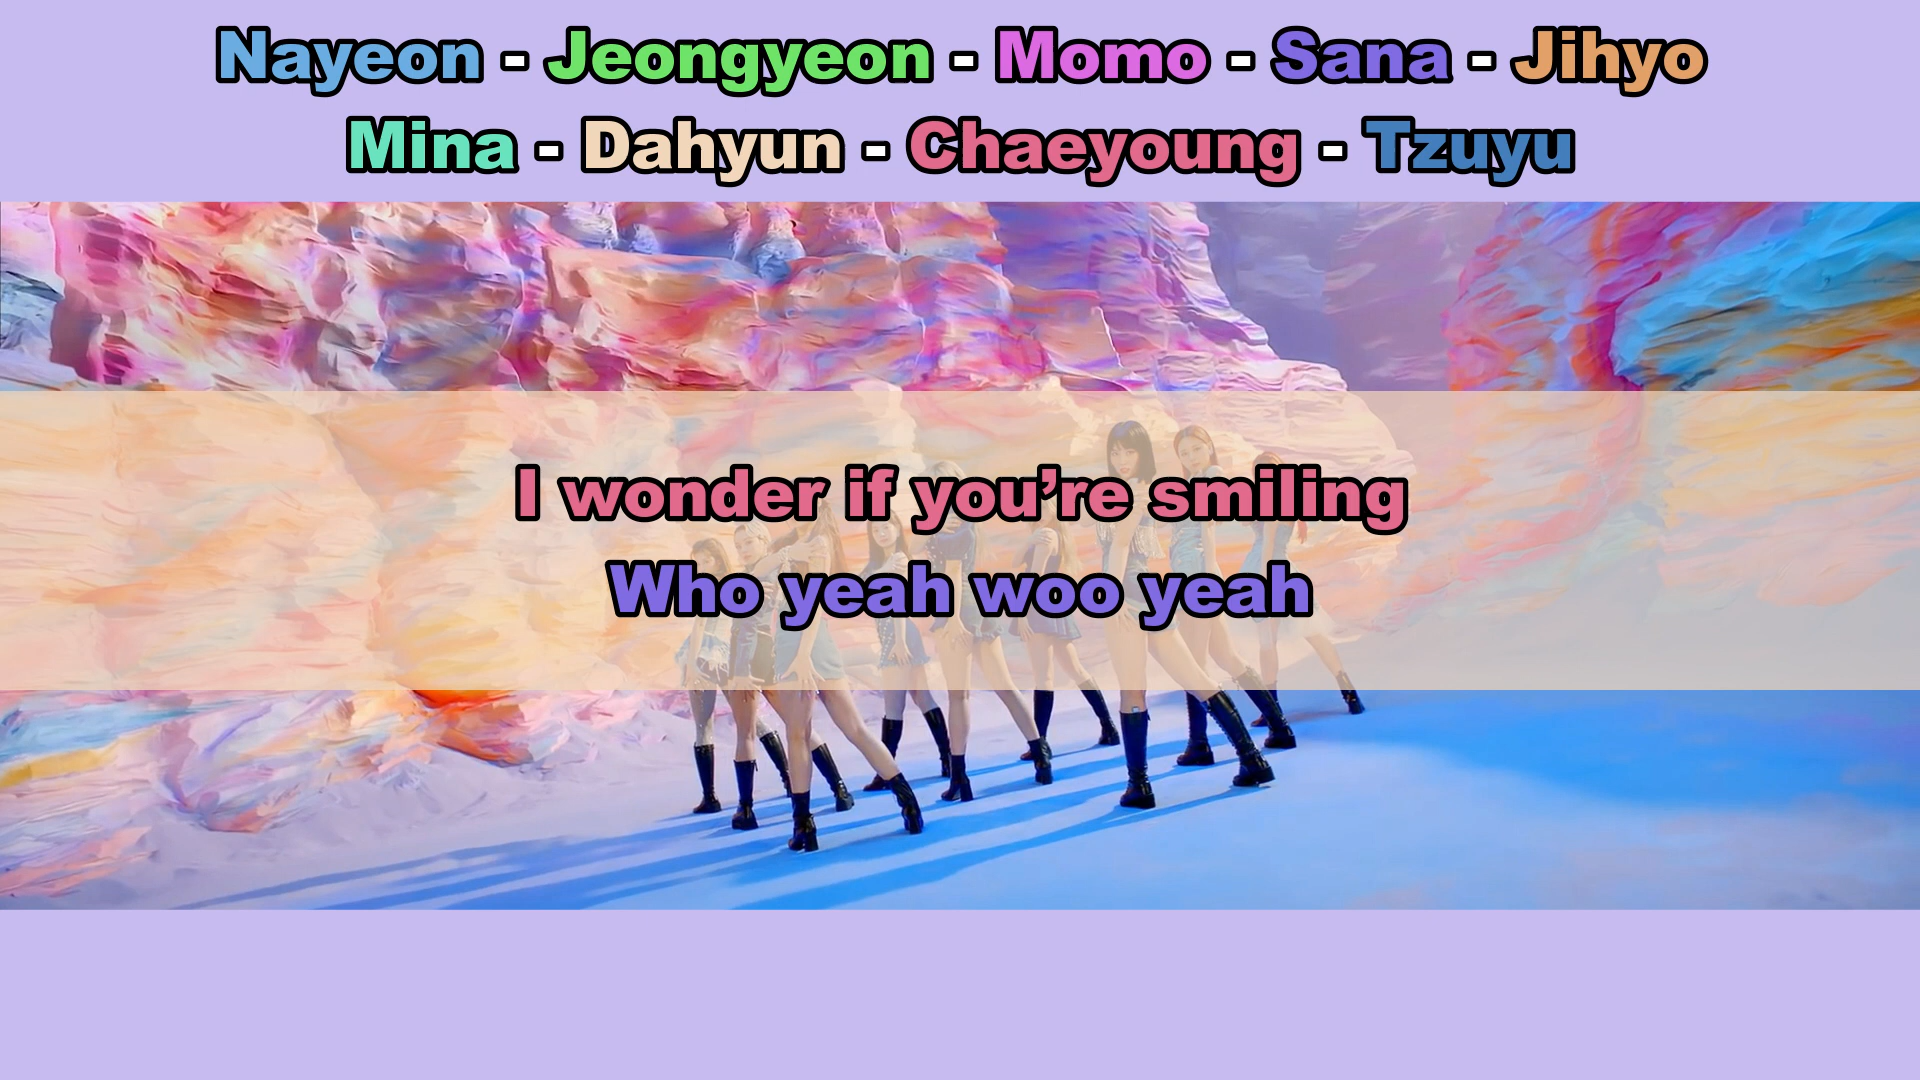 Nayeon - Jeongyeon - Momo - Sana - Jihyo
Mina - Dahyun - Chaeyoung - Tzuyu
I wonder if you’re smiling
Who yeah woo yeah